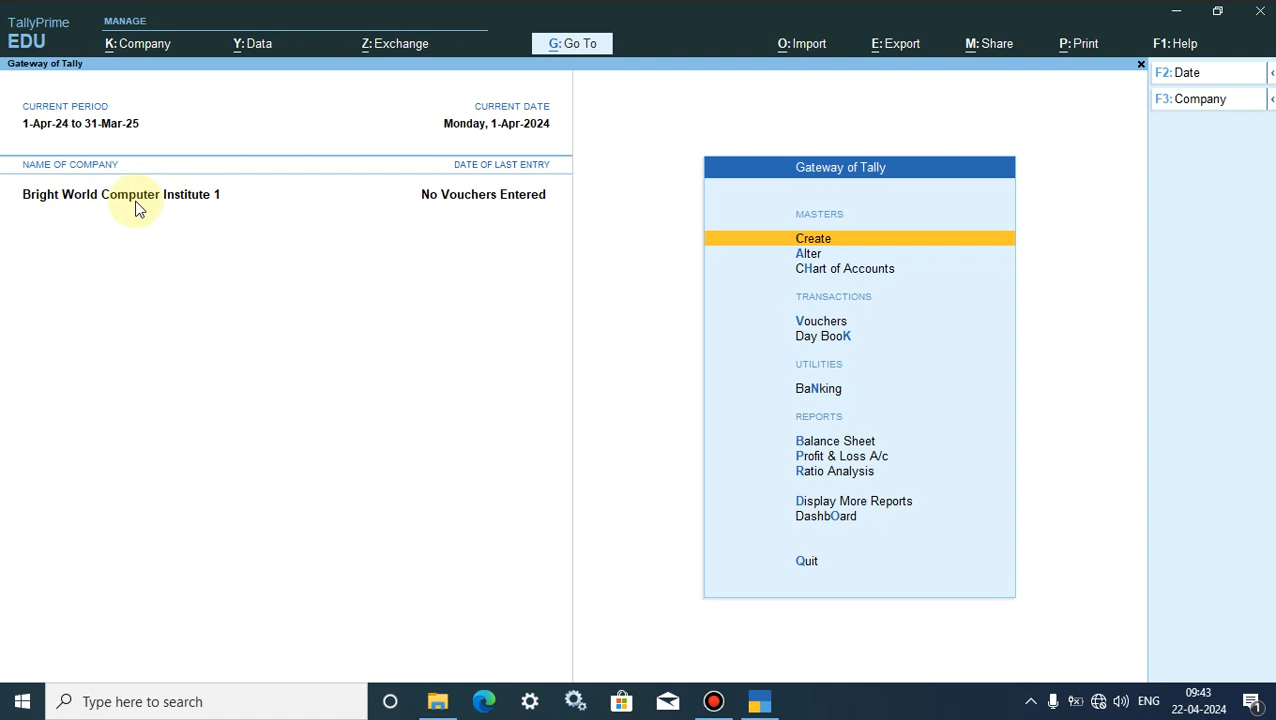 TallyPrime
EDU
MANAGE
K:Company
Y:Data
Z:Exchange
G:Go To
O:Import
E:Export
M:Share
P:Print
F1:Help
Gateway of Tally
F2:Date
F3:Company
CURRENT PERIOD
CURRENT DATE
1-Apr-24 to 31-Mar-25
Monday, 1-Apr-2024
NAME OF COMPANY
DATE OF LAST ENTRY
Bright World Computer Institute 1
No Vouchers Entered
Gateway of Tally
MASTERS
Create
Alter
CHart of Accounts
TRANSACTIONS
Vouchers
Day BooK
UTILITIES
BaNking
REPORTS
Balance Sheet
Profit & Loss A/c
Ratio Analysis
Display More Reports
DashbOard
Quit
Type here to search
ENG
09:43
22-04-2024
1